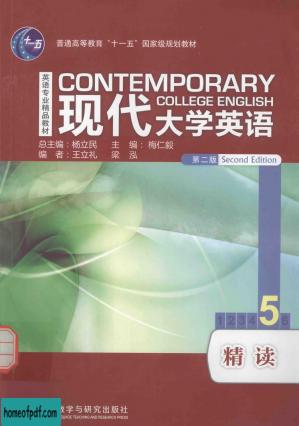 十一五
普通高等教育“十一五”国家级规划教材
英语专业精品教材
CONTEMPORARY
COLLEGE ENGLISH
现代大学英语
总主编：杨立民 主编：梅仁毅
编者：王立礼 梁泓
第二版 Second Edition
1 2 3 4 5 6
精读
教学与研究出版社
homeofpdf.com